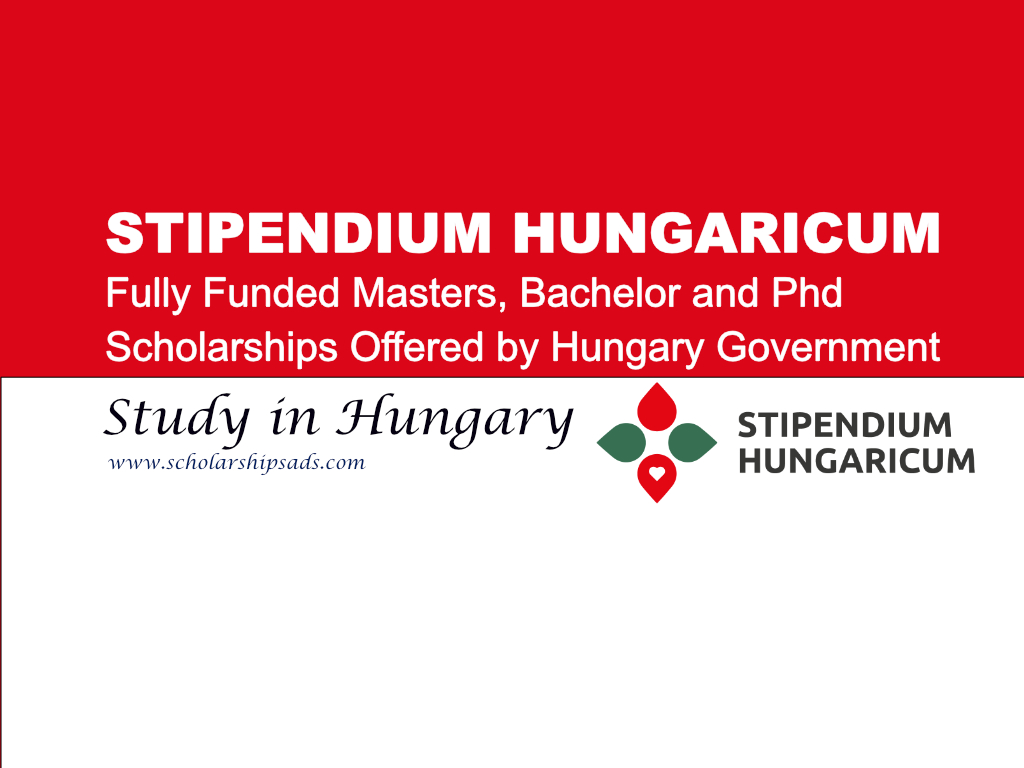 STIPENDIUM HUNGARICUM
Fully Funded Masters, Bachelor and Phd
Scholarships Offered by Hungary Government
Study in Hungary
www.scholarshipsads.com
STIPENDIUM
HUNGARICUM